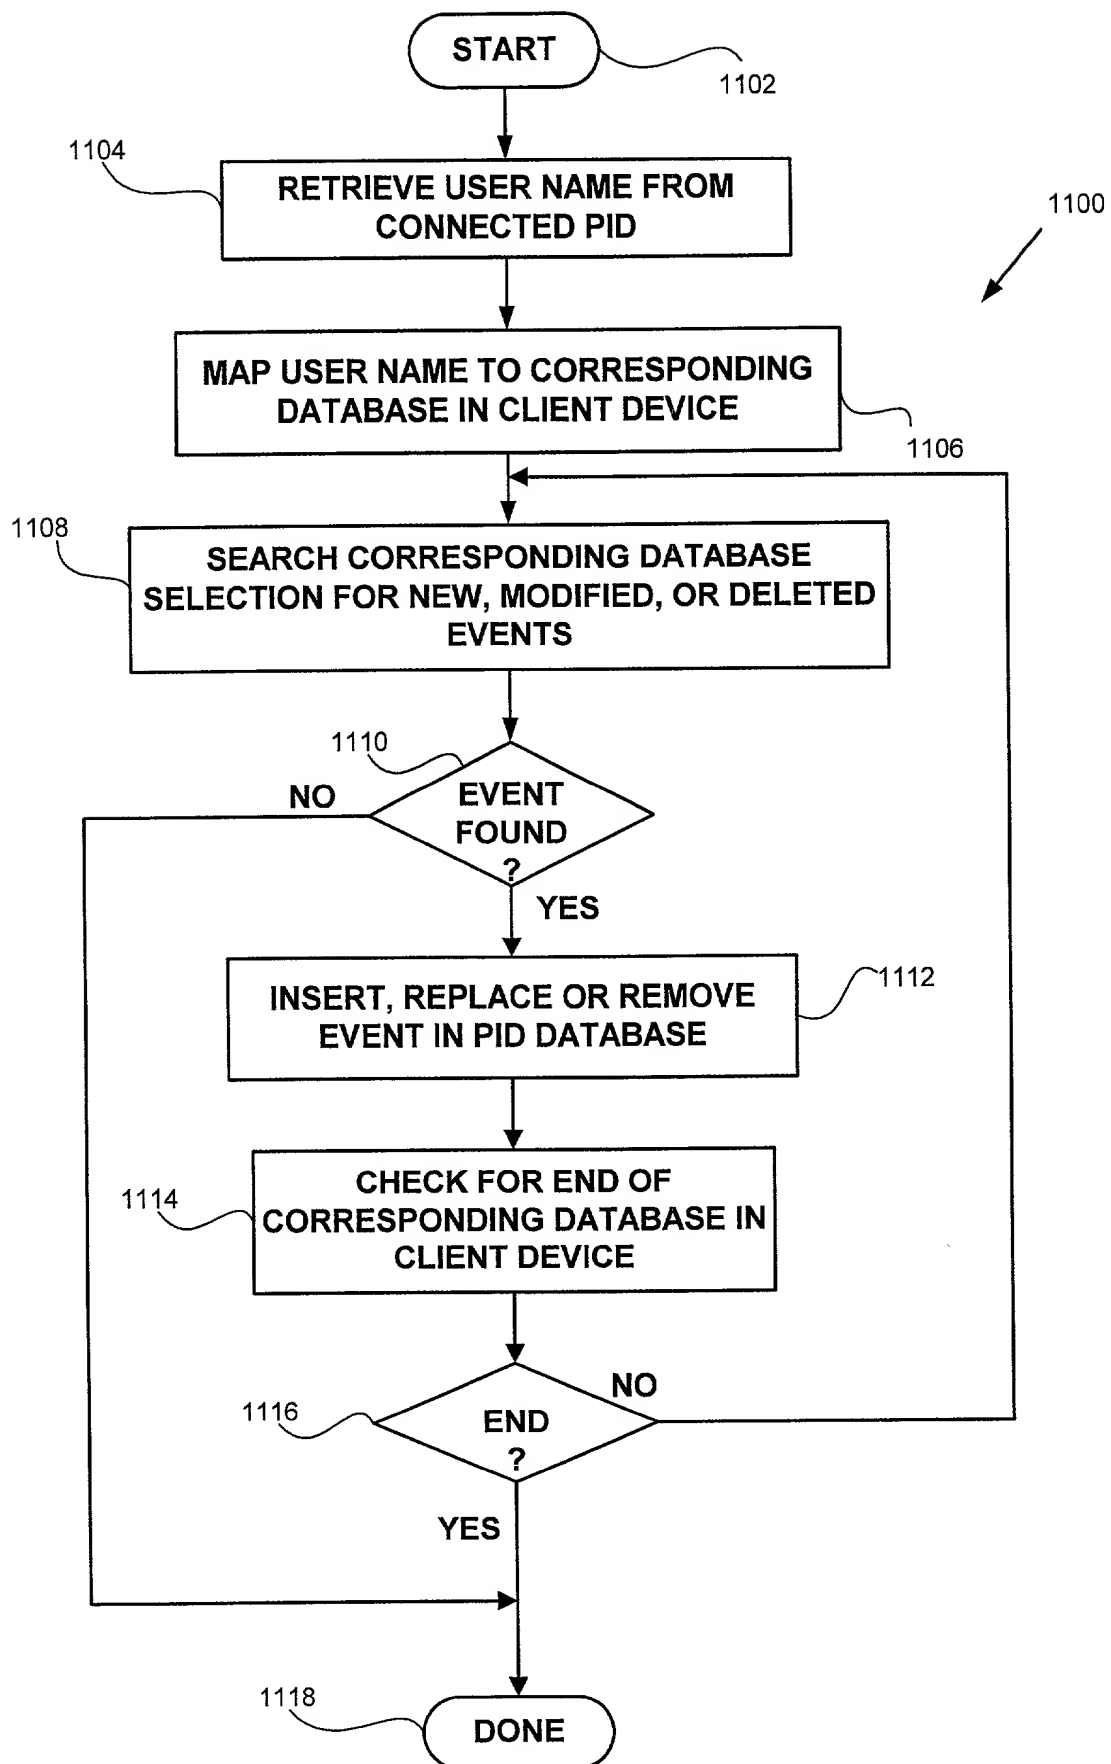 START
1102
1104
RETRIEVE USER NAME FROM
CONNECTED PID
1100
MAP USER NAME TO CORRESPONDING
DATABASE IN CLIENT DEVICE
1106
1108
SEARCH CORRESPONDING DATABASE
SELECTION FOR NEW, MODIFIED, OR DELETED
EVENTS
1110
NO
EVENT
FOUND
?
YES
1112
INSERT, REPLACE OR REMOVE
EVENT IN PID DATABASE
1114
CHECK FOR END OF
CORRESPONDING DATABASE IN
CLIENT DEVICE
NO
1116
END
?
YES
1118
DONE